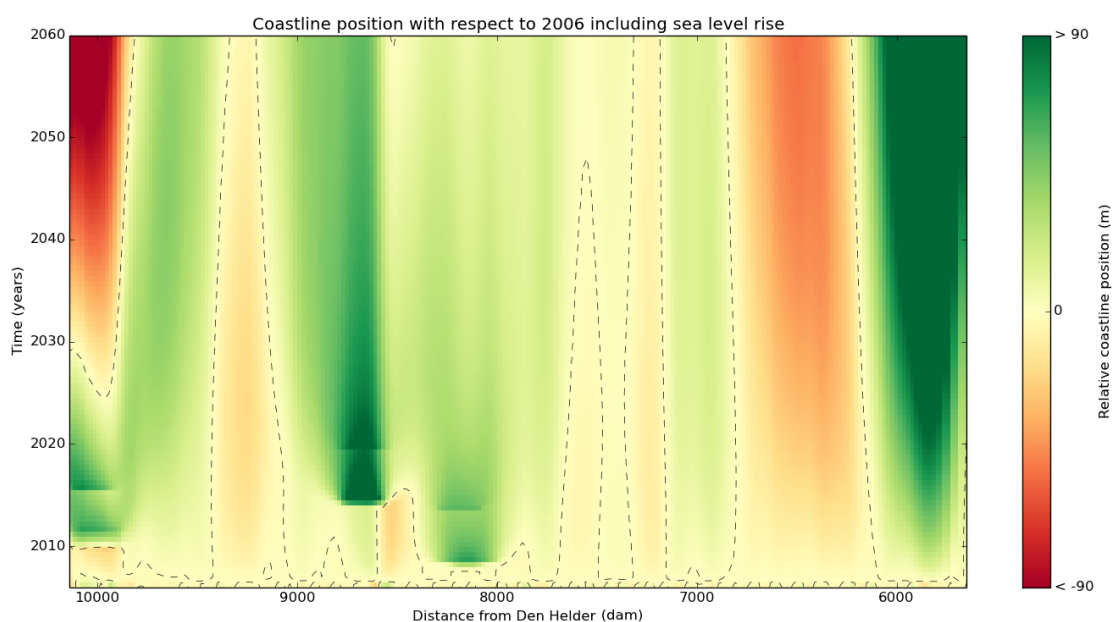 Coastline position with respect to 2006 including sea level rise
2060
2050
2040
2030
2020
2010
Time (years)
10000 9000 8000 7000 6000
Distance from Den Helder (dam)
> 90
0
< -90
Relative coastline position (m)